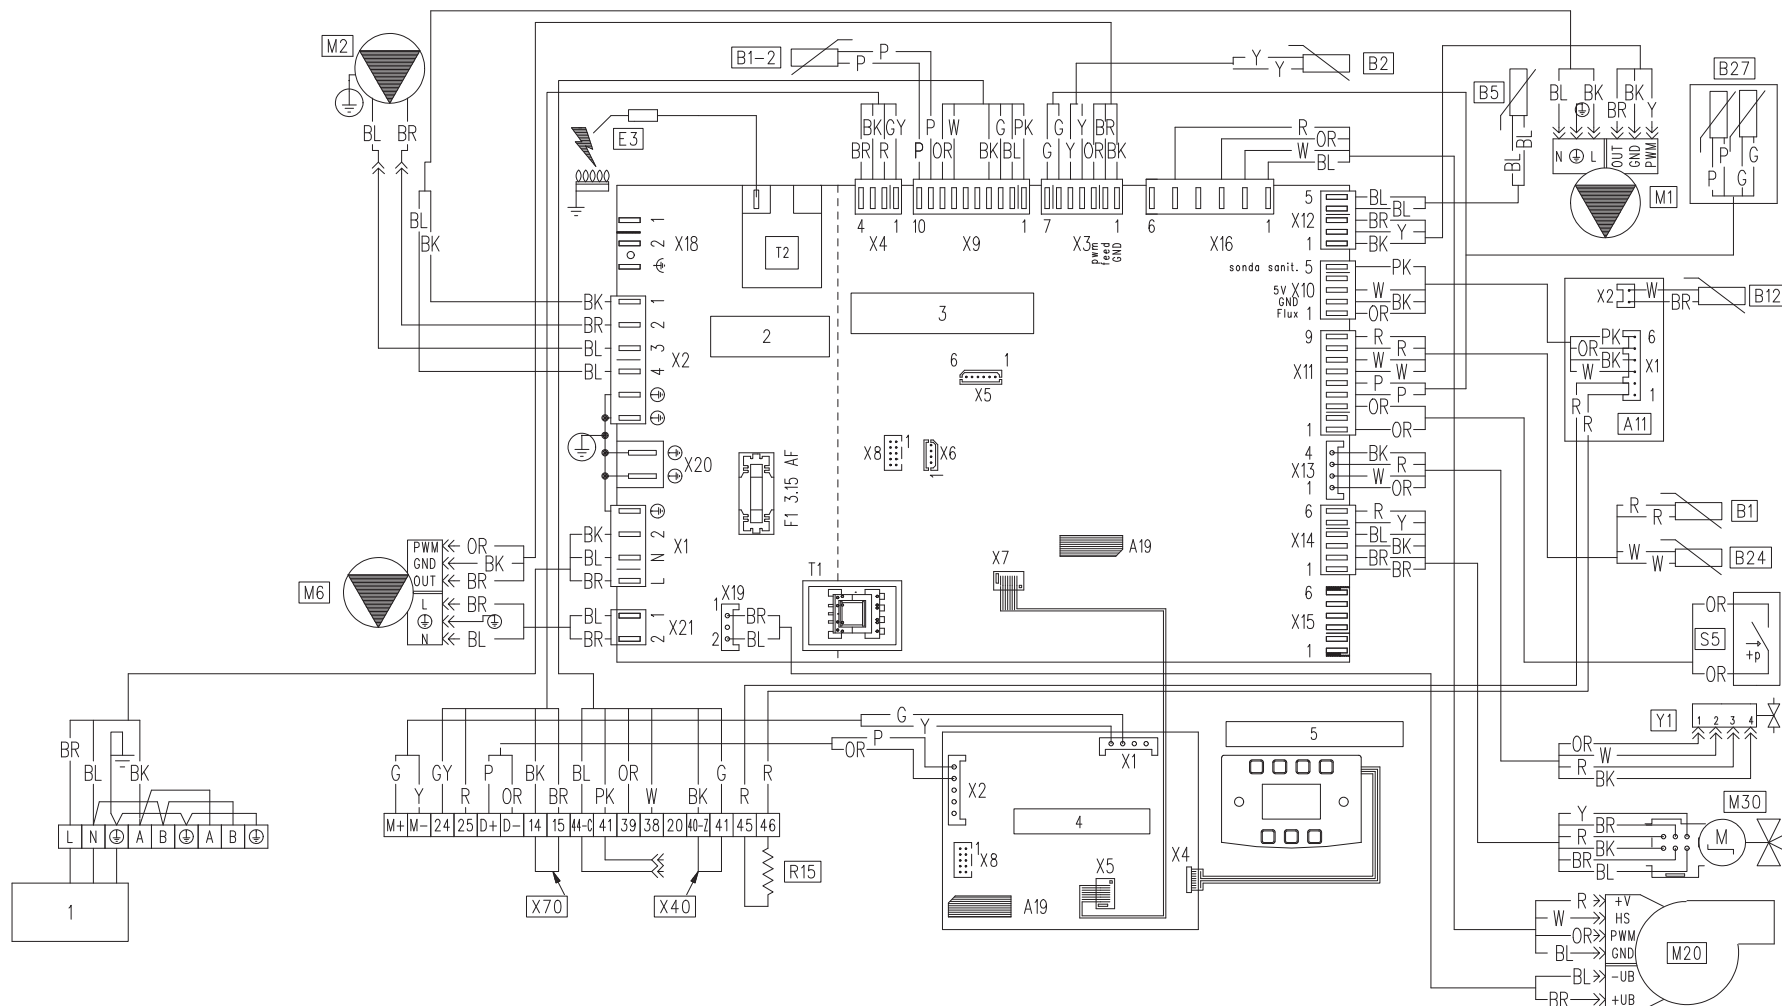 M2
BL
BR
BL
BK
E3
B1-2
P
P
Y
Y
B2
B5
BL
BL
BL
BK
BR
BK
Y
OUT
GND
PWM
N
L
M1
B27
P
G
P
G
BK
GY
BR
R
P
W
G
PK
P
OR
BK
BL
G
Y
BR
G
Y
OR
BK
R
OR
W
BL
4
1
X4
10
1
X9
7
1
X3
pwm
feed
GND
6
1
X16
1
2
X18
T2
2
3
6
1
X5
X8
1
X6
1
F1 3.15 AF
BK
1
BR
2
BL
3
BL
4
X2
X20
BK
2
BL
N
BR
L
X1
BL
1
BR
2
X21
X19
1
2
BR
BL
T1
X7
A19
5
X12
1
BL
BL
BR
Y
BK
sonda sanit. 5
5V X10
GND
Flux 1
PK
W
BK
OR
9
X11
1
R
R
W
W
P
P
OR
OR
4
X13
1
BK
R
W
OR
6
X14
1
R
Y
BL
BK
BR
BR
6
X15
1
X2
W
BR
B12
PK
OR
BK
W
6
X1
1
R
R
A11
R
R
B1
W
W
B24
OR
S5
+p
OR
Y1
1 2 3 4
OR
W
R
BK
M30
M
Y
BR
R
BK
BR
BL
R
+V
W
HS
OR
PWM
BL
GND
BL
-UB
BR
+UB
M20
M6
PWM
OR
GND
BK
OUT
BR
L
BR
N
BL
BR
BL
BK
L N A B A B
1
G
Y
GY
R
P
OR
BK
BR
BL
PK
OR
W
BK
G
R
R
M+ M- 24 25 D+ D- 14 15 44-C 41 39 38 20 40-Z 41 45 46
X70
X40
R15
G
Y
P
OR
X1
X2
4
X8
1
A19
X5
X4
5